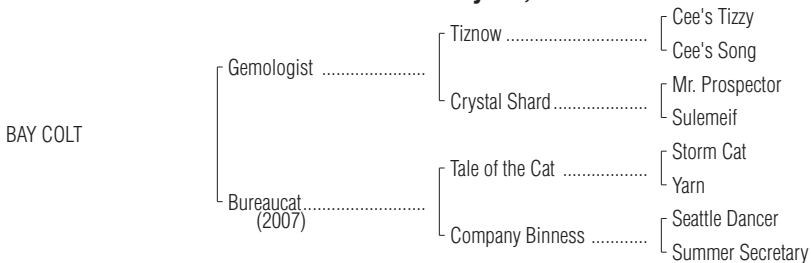 Cee's Tizzy
Tiznow ..............................
Cee's Song
Gemologist ......................
Mr. Prospector
Crystal Shard....................
Sulemeif
BAY COLT
Storm Cat
Tale of the Cat ..................
Yarn
Bureaucat..........................
(2007)
Seattle Dancer
Company Binness ............
Summer Secretary